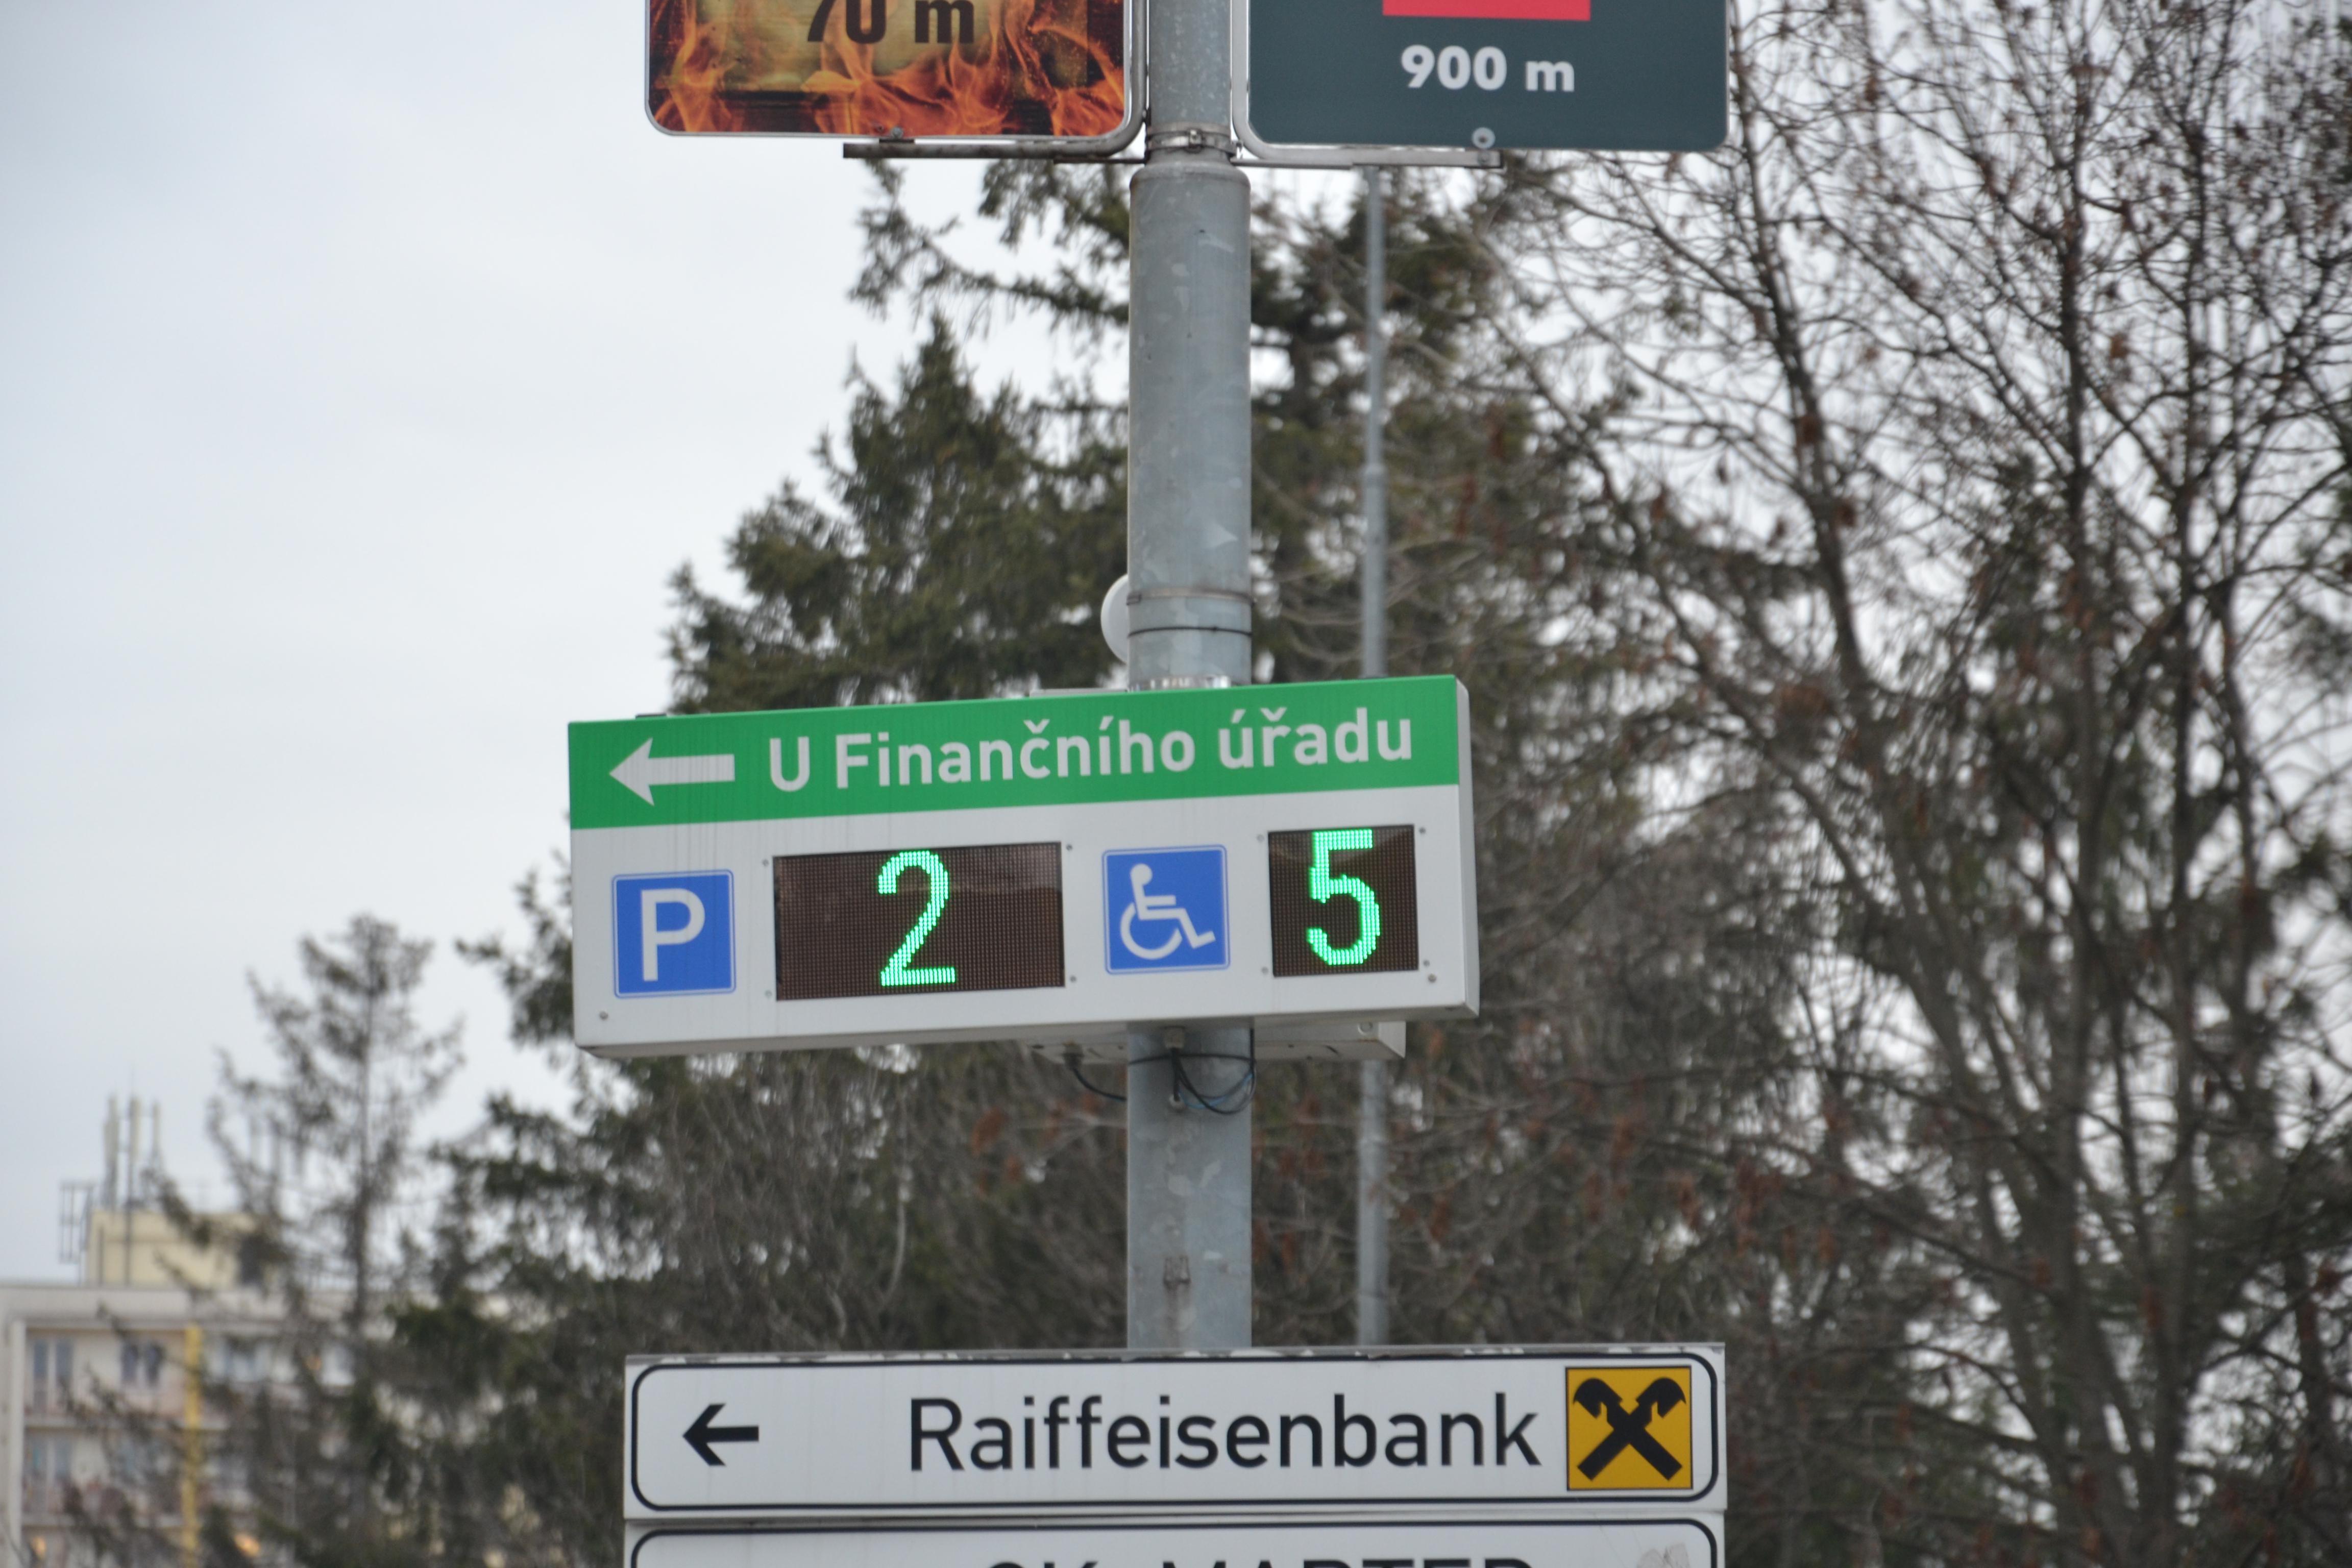 70 m
900 m
← U Finančního úřadu
P 2 5
← Raiffeisenbank